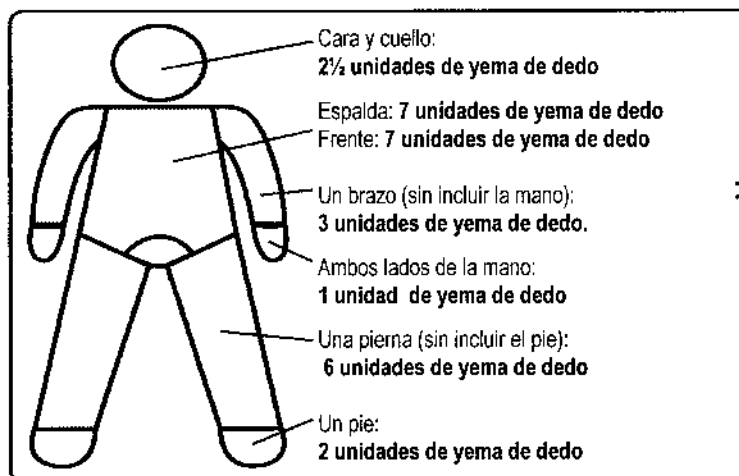 Cara y cuello:
2½ unidades de yema de dedo
Espalda: 7 unidades de yema de dedo
Frente: 7 unidades de yema de dedo
Un brazo (sin incluir la mano):
3 unidades de yema de dedo.
Ambos lados de la mano:
1 unidad de yema de dedo
Una pierna (sin incluir el pie):
6 unidades de yema de dedo
Un pie:
2 unidades de yema de dedo